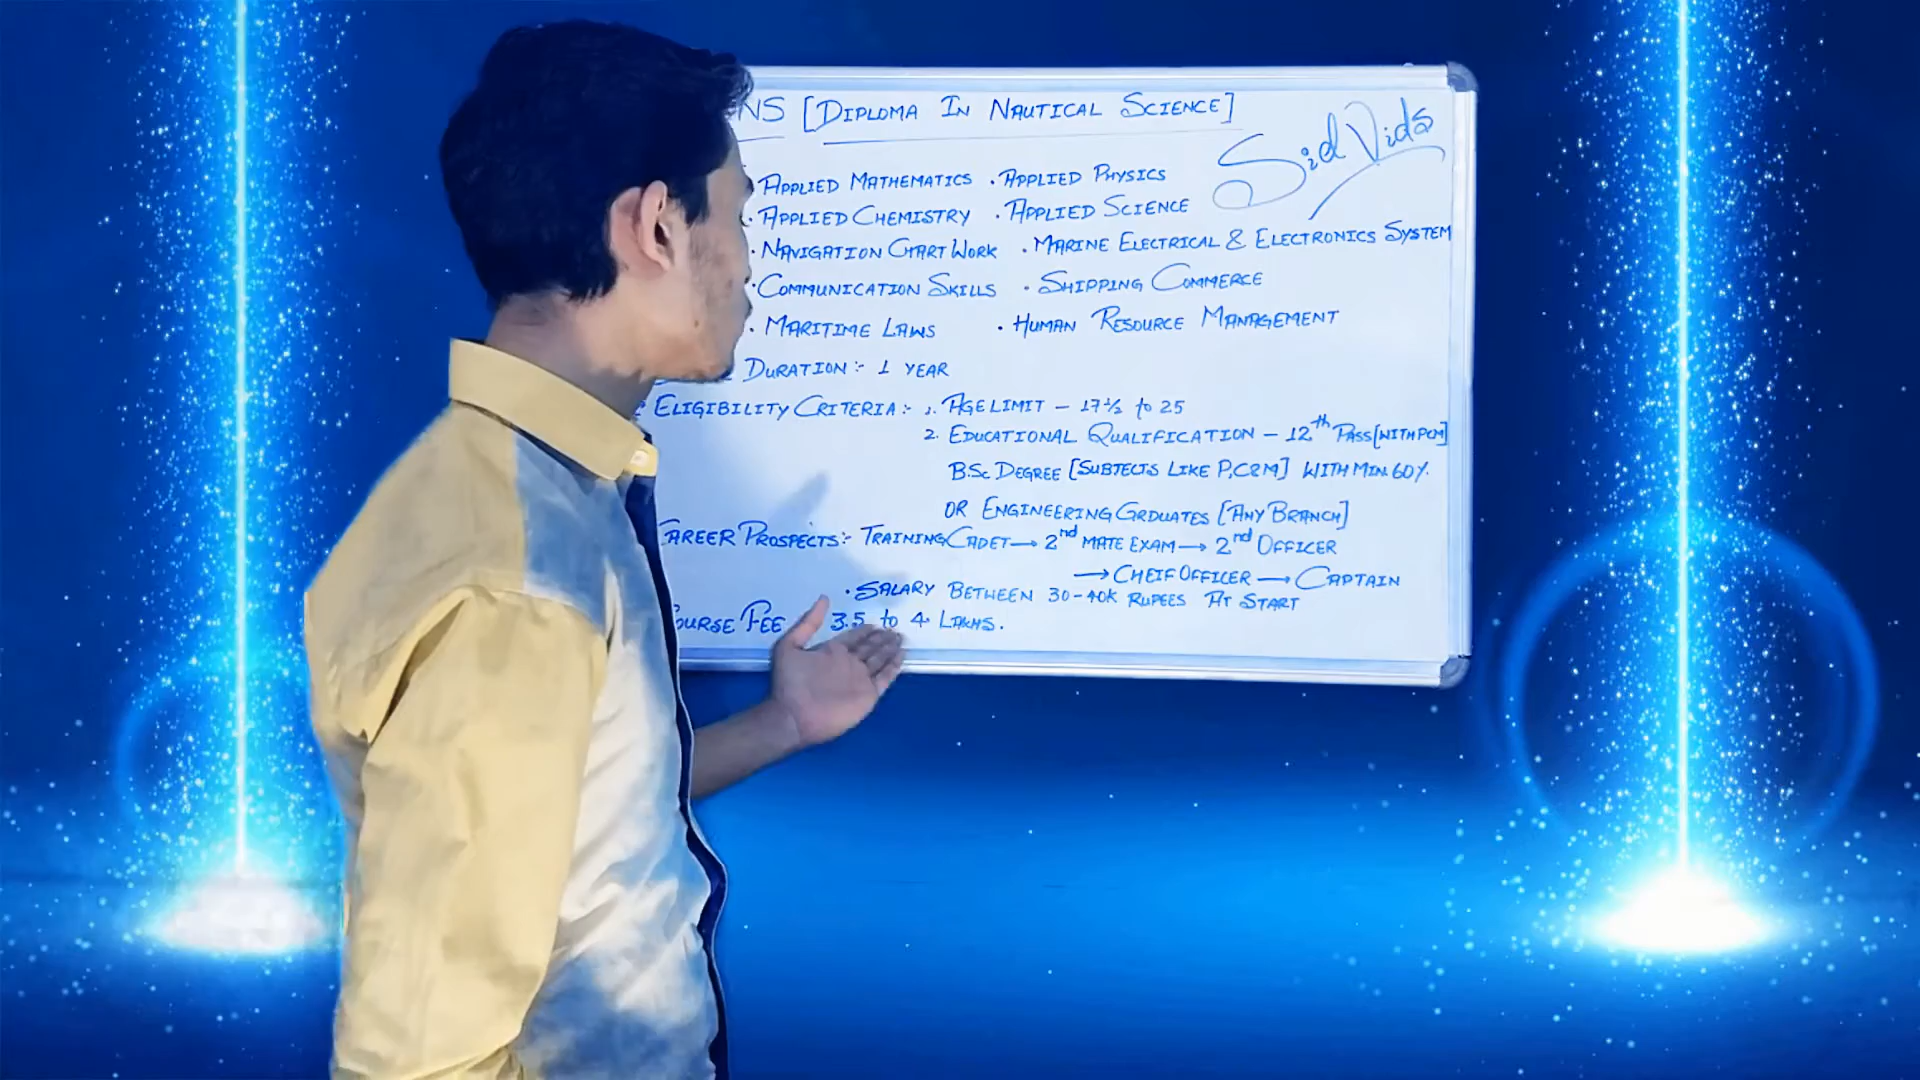 NS [DIPLOMA IN NAUTICAL SCIENCE]
Sid Vids
APPLIED MATHEMATICS • APPLIED PHYSICS
• APPLIED CHEMISTRY • APPLIED SCIENCE
• NAVIGATION CHART WORK • MARINE ELECTRICAL & ELECTRONICS SYSTEM
• COMMUNICATION SKILLS • SHIPPING COMMERCE
• MARITIME LAWS • HUMAN RESOURCE MANAGEMENT
DURATION:- 1 YEAR
ELIGIBILITY CRITERIA:- 1. AGE LIMIT - 17 1/2 to 25
2. EDUCATIONAL QUALIFICATION - 12th PASS [WITH PCM]
B.Sc DEGREE [SUBTECTS LIKE P,C&M] WITH MIN. 60%.
OR ENGINEERING GRDUATES [ANY BRANCH]
AREER PROSPECTS:- TRAINING CADET → 2nd MATE EXAM → 2nd OFFICER
→ CHEIF OFFICER → CAPTAIN
• SALARY BETWEEN 30-40K RUPEES AT START
OURSE FEE 3.5 to 4 LAKHS.